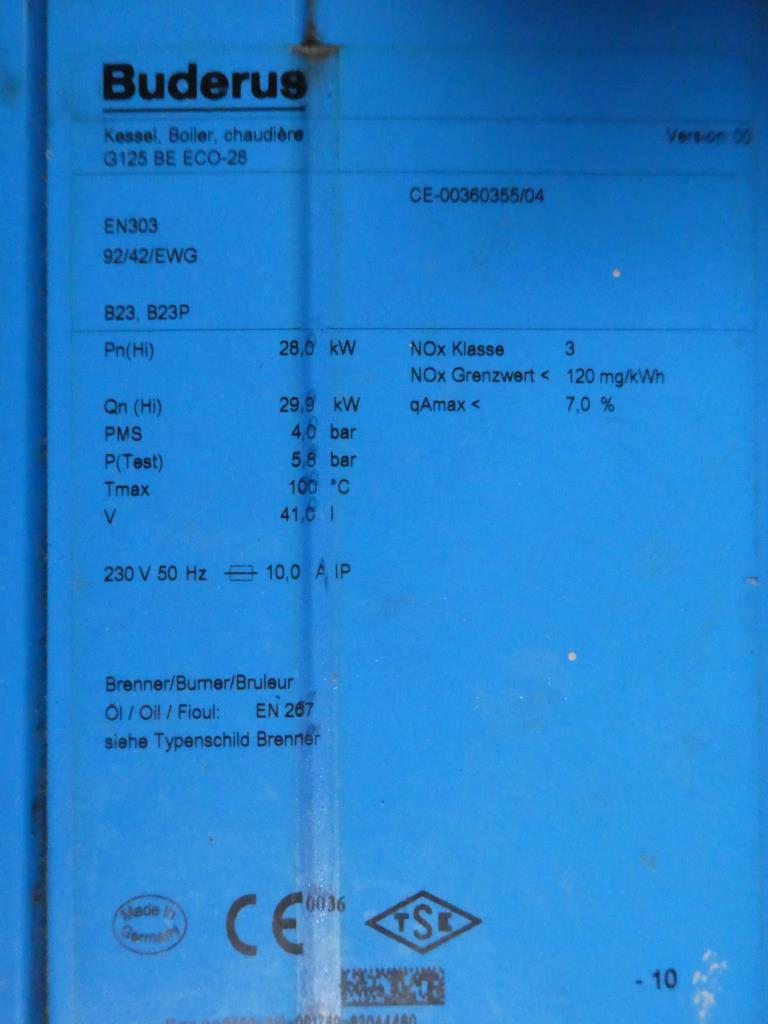 Buderus
Kessel, Boiler, chaudière
G125 BE ECO-28
Version
CE-00360355/04
EN303
92/42/EWG
B23, B23P
Pn(Hi) 28,0 kW NOx Klasse 3
NOx Grenzwert < 120 mg/kWh
Qn (Hi) 29,9 kW qAmax < 7,0 %
PMS 4,0 bar
P(Test) 5,8 bar
Tmax 100 °C
V 41,0 l
230 V 50 Hz 10,0 A IP
Brenner/Burner/Bruleur
Öl / Oil / Fioul: EN 267
siehe Typenschild Brenner
Made in
Germany
CE 0036
TSE
- 10